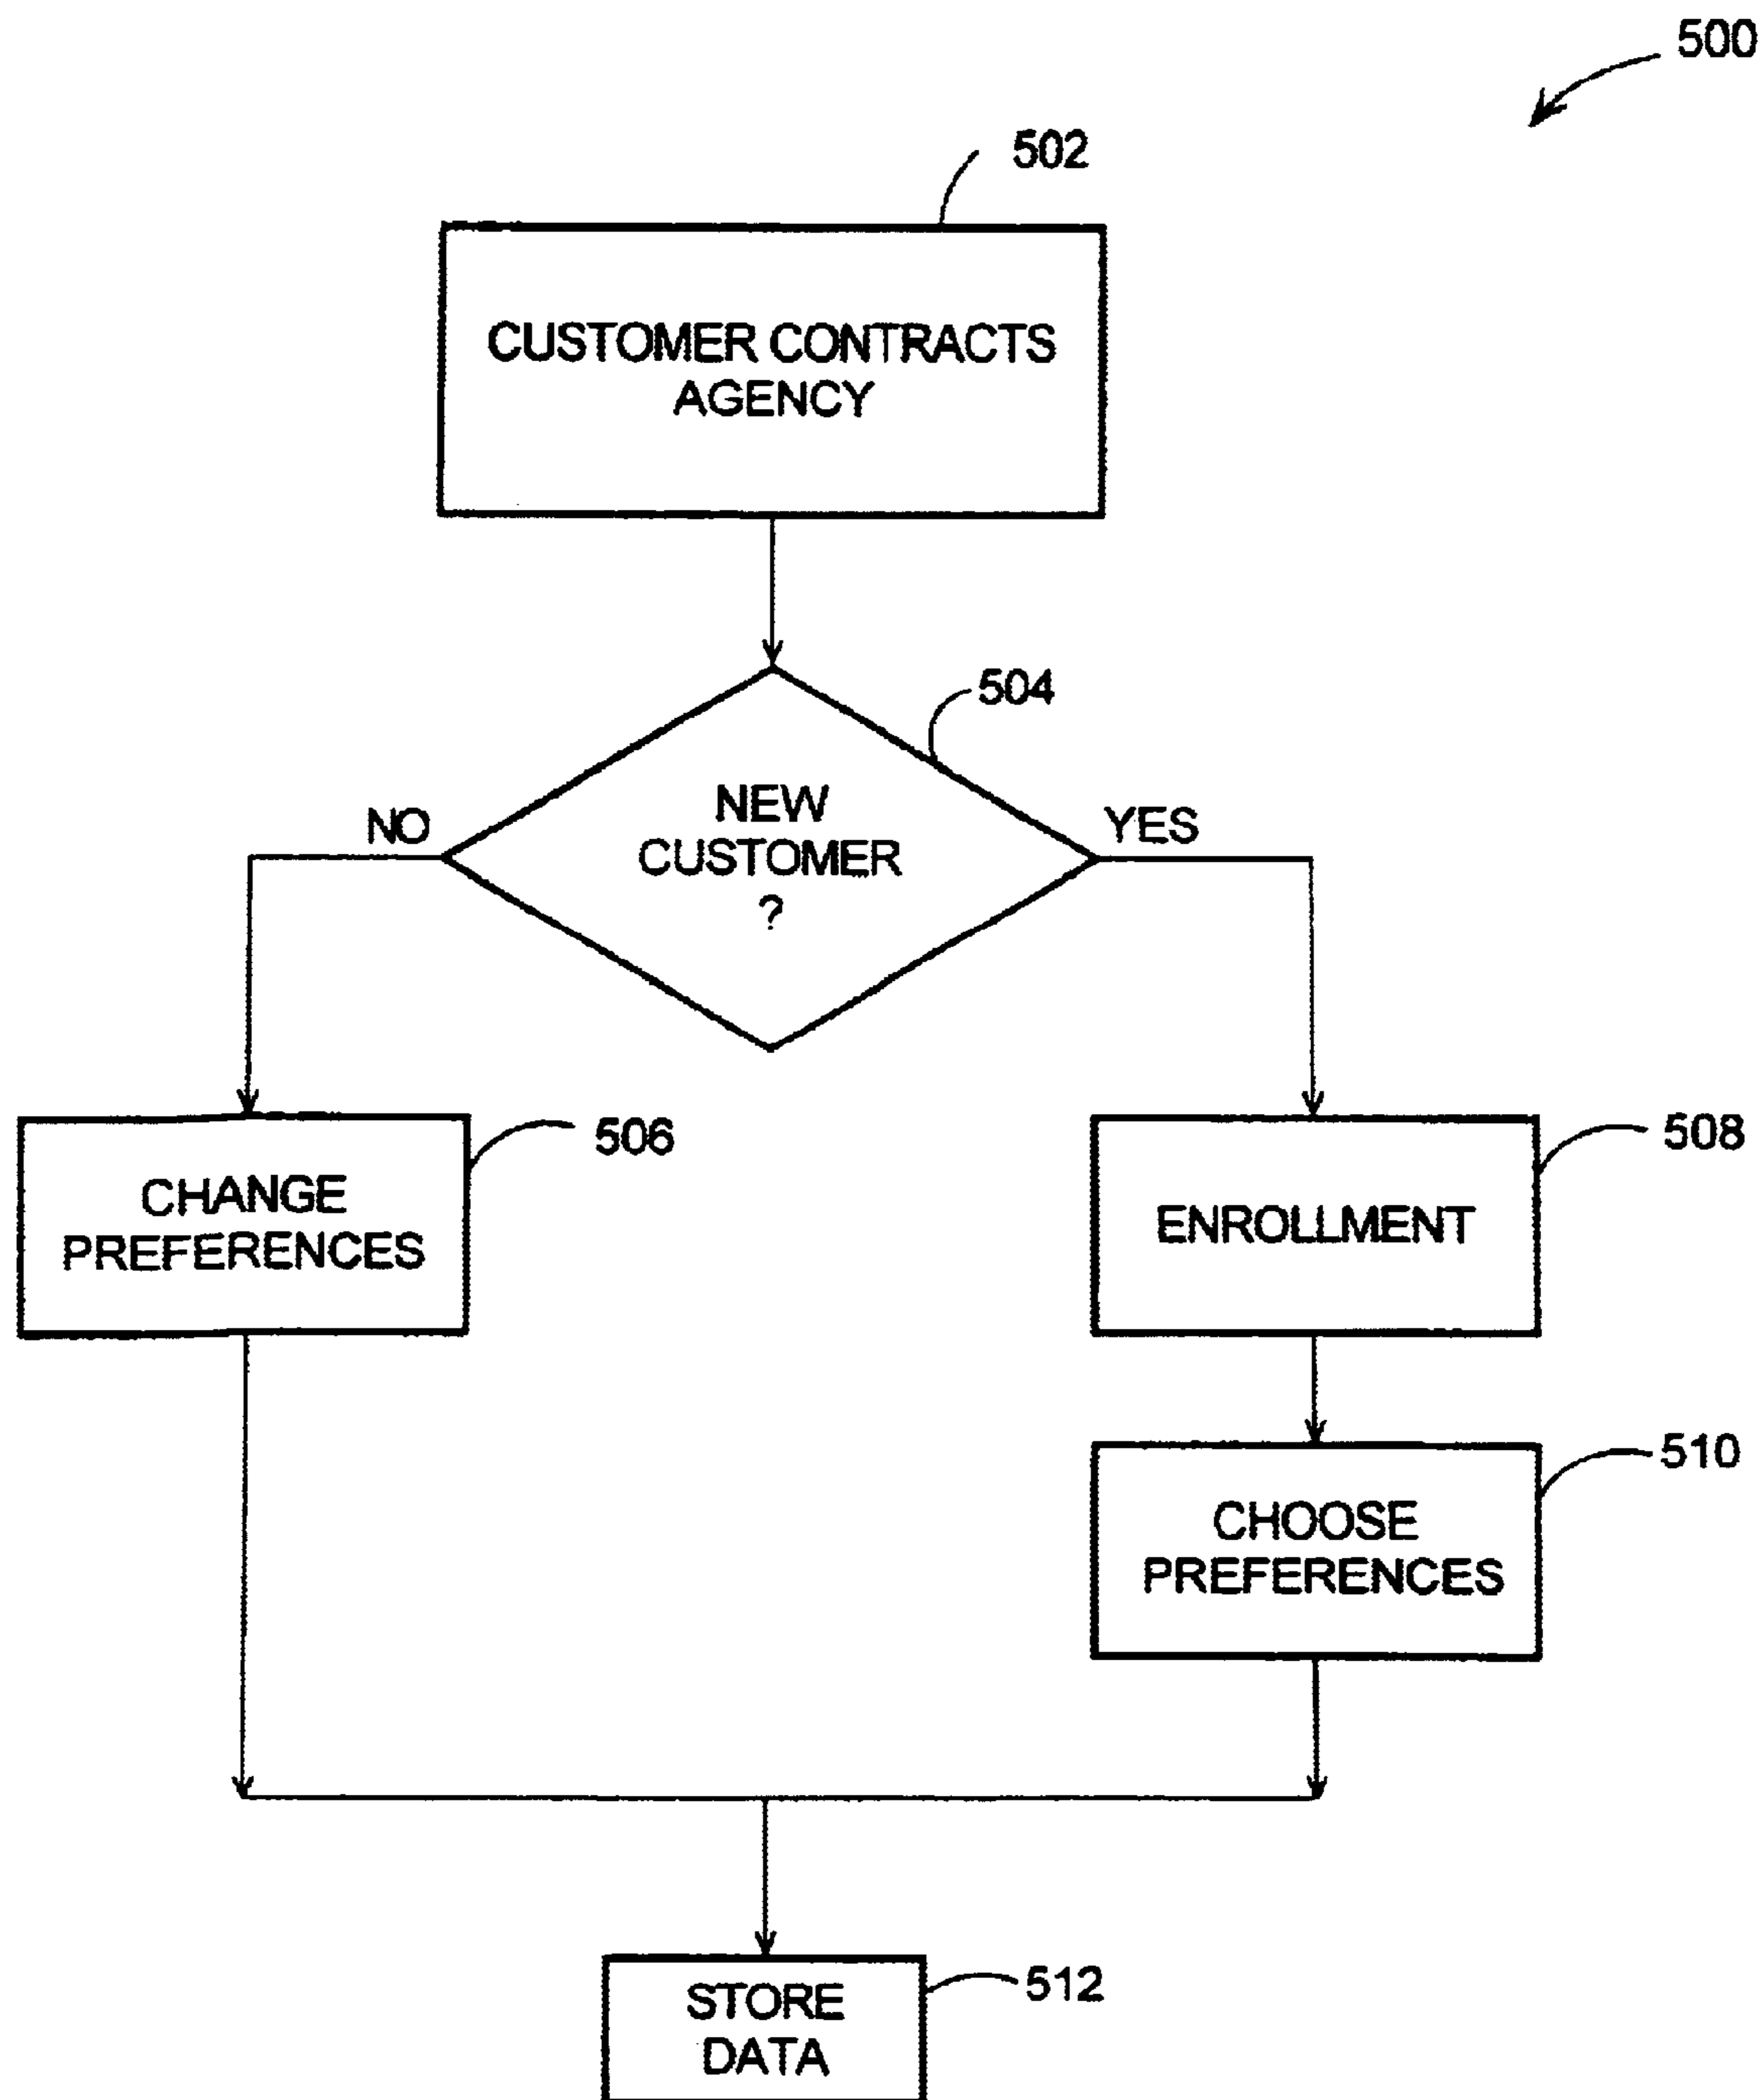 500
502
CUSTOMER CONTRACTS
AGENCY
504
NEW
CUSTOMER
?
NO
YES
506
CHANGE
PREFERENCES
508
ENROLLMENT
510
CHOOSE
PREFERENCES
512
STORE
DATA